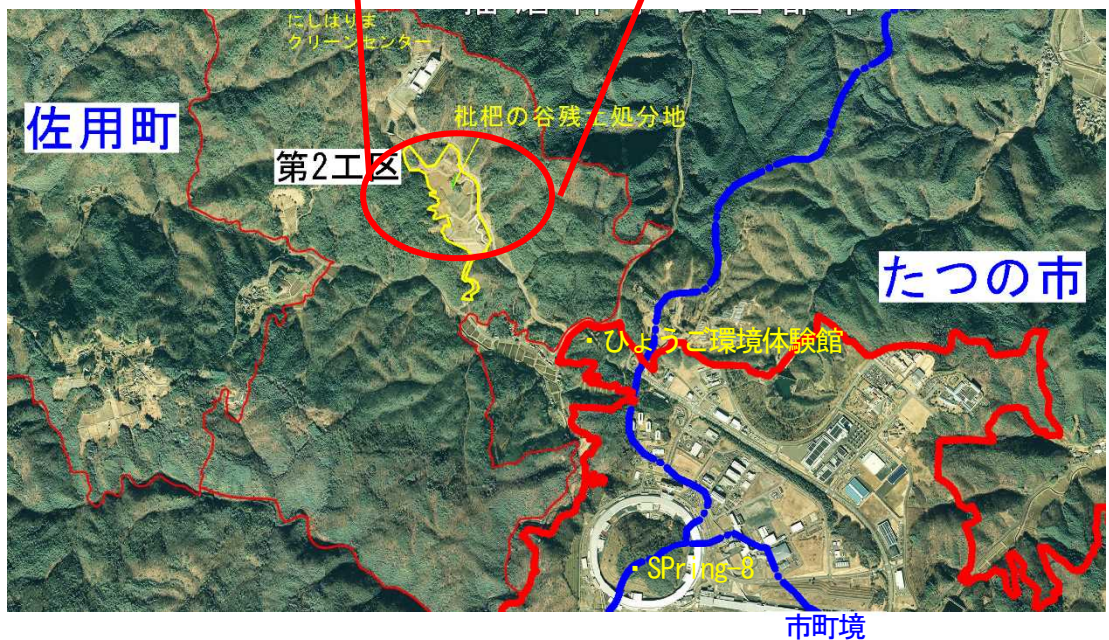 にしはりま
クリーンセンター
佐用町
枇杷の谷残土処分地
第2工区
たつの市
ひょうご環境体験館
SPring-8
市町境